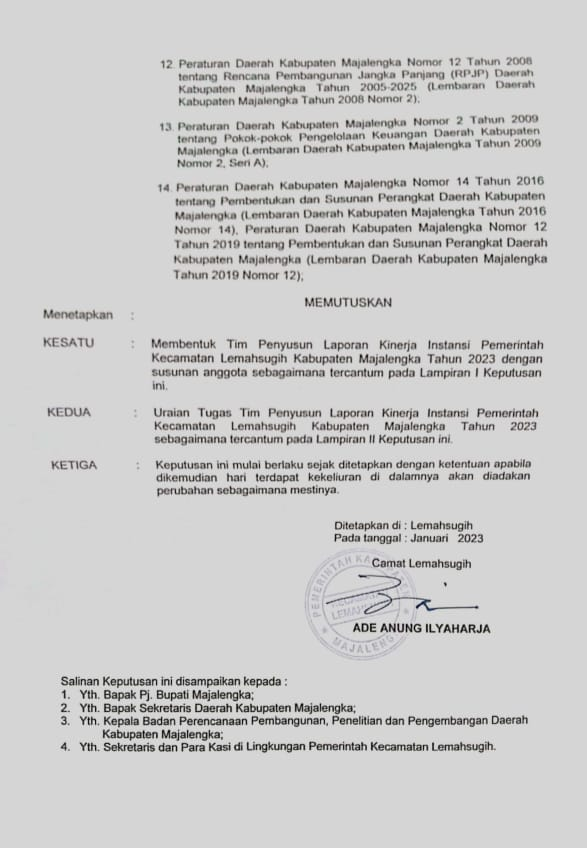 12. Peraturan Daerah Kabupaten Majalengka Nomor 12 Tahun 2008
tentang Rencana Pembangunan Jangka Panjang (RPJP) Daerah
Kabupaten Majalengka Tahun 2005-2025 (Lembaran Daerah
Kabupaten Majalengka Tahun 2008 Nomor 2);
13. Peraturan Daerah Kabupaten Majalengka Nomor 2 Tahun 2009
tentang Pokok-pokok Pengelolaan Keuangan Daerah Kabupaten
Majalengka (Lembaran Daerah Kabupaten Majalengka Tahun 2009
Nomor 2, Seri A);
14. Peraturan Daerah Kabupaten Majalengka Nomor 14 Tahun 2016
tentang Pembentukan dan Susunan Perangkat Daerah Kabupaten
Majalengka (Lembaran Daerah Kabupaten Majalengka Tahun 2016
Nomor 14), Peraturan Daerah Kabupaten Majalengka Nomor 12
Tahun 2019 tentang Pembentukan dan Susunan Perangkat Daerah
Kabupaten Majalengka (Lembaran Daerah Kabupaten Majalengka
Tahun 2019 Nomor 12);
MEMUTUSKAN
Menetapkan :
KESATU : Membentuk Tim Penyusun Laporan Kinerja Instansi Pemerintah
Kecamatan Lemahsugih Kabupaten Majalengka Tahun 2023 dengan
susunan anggota sebagaimana tercantum pada Lampiran I Keputusan
ini.
KEDUA : Uraian Tugas Tim Penyusun Laporan Kinerja Instansi Pemerintah
Kecamatan Lemahsugih Kabupaten Majalengka Tahun 2023
sebagaimana tercantum pada Lampiran II Keputusan ini.
KETIGA : Keputusan ini mulai berlaku sejak ditetapkan dengan ketentuan apabila
dikemudian hari terdapat kekeliuran di dalamnya akan diadakan
perubahan sebagaimana mestinya.
Ditetapkan di : Lemahsugih
Pada tanggal : Januari 2023
Camat Lemahsugih
PEMERINTAH KABUPATEN
KECAMATAN
MAJALENGKA
ADE ANUNG ILYAHARJA
Salinan Keputusan ini disampaikan kepada :
1. Yth. Bapak Pj. Bupati Majalengka;
2. Yth. Bapak Sekretaris Daerah Kabupaten Majalengka;
3. Yth. Kepala Badan Perencanaan Pembangunan, Penelitian dan Pengembangan Daerah
Kabupaten Majalengka;
4. Yth. Sekretaris dan Para Kasi di Lingkungan Pemerintah Kecamatan Lemahsugih.